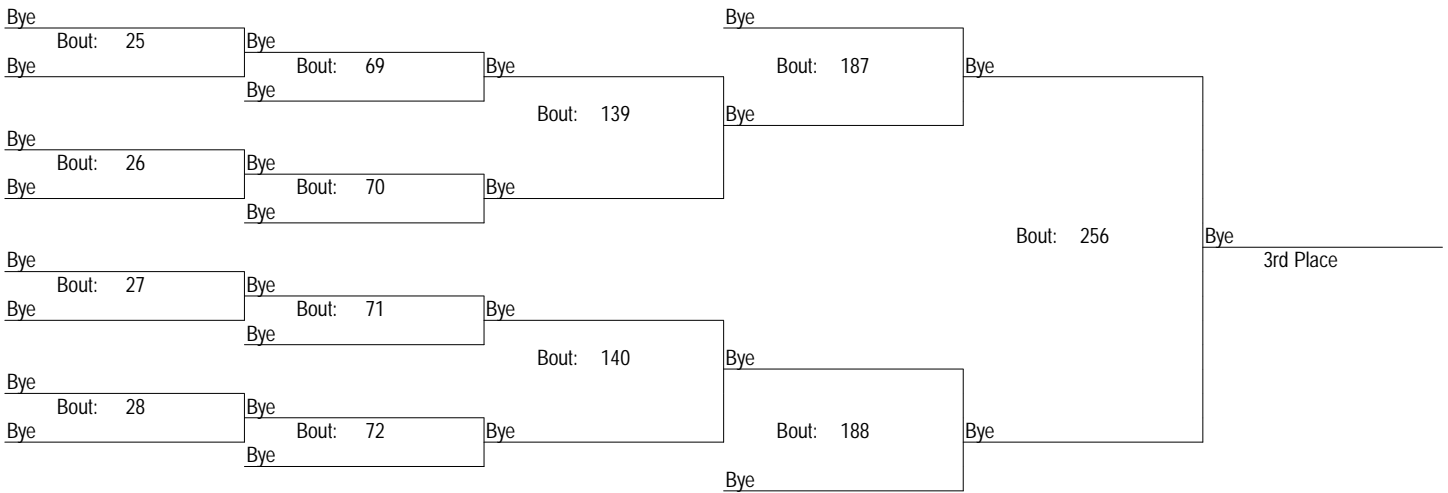 Bye Bye
Bout: 25 Bye
Bye Bout: 69 Bye Bout: 187 Bye
Bye
Bout: 139 Bye
Bye
Bout: 26 Bye
Bye Bout: 70 Bye
Bye
Bout: 256 Bye
Bye 3rd Place
Bout: 27 Bye
Bye Bout: 71 Bye
Bye
Bout: 140 Bye
Bye
Bout: 28 Bye
Bye Bout: 72 Bye Bout: 188 Bye
Bye
Bye